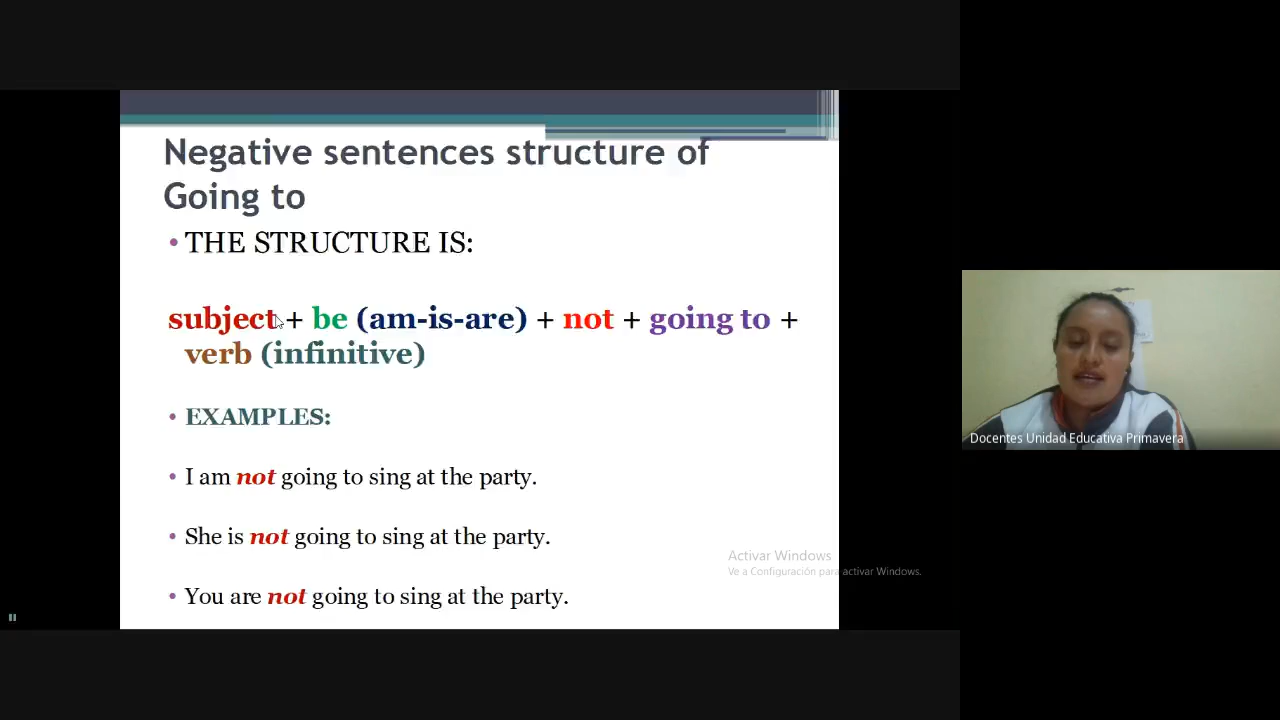 Negative sentences structure of
Going to
• THE STRUCTURE IS:
subject + be (am-is-are) + not + going to +
verb (infinitive)
• EXAMPLES:
• I am not going to sing at the party.
• She is not going to sing at the party.
• You are not going to sing at the party.
Activar Windows
Ve a Configuración para activar Windows.
Docentes Unidad Educativa Primavera